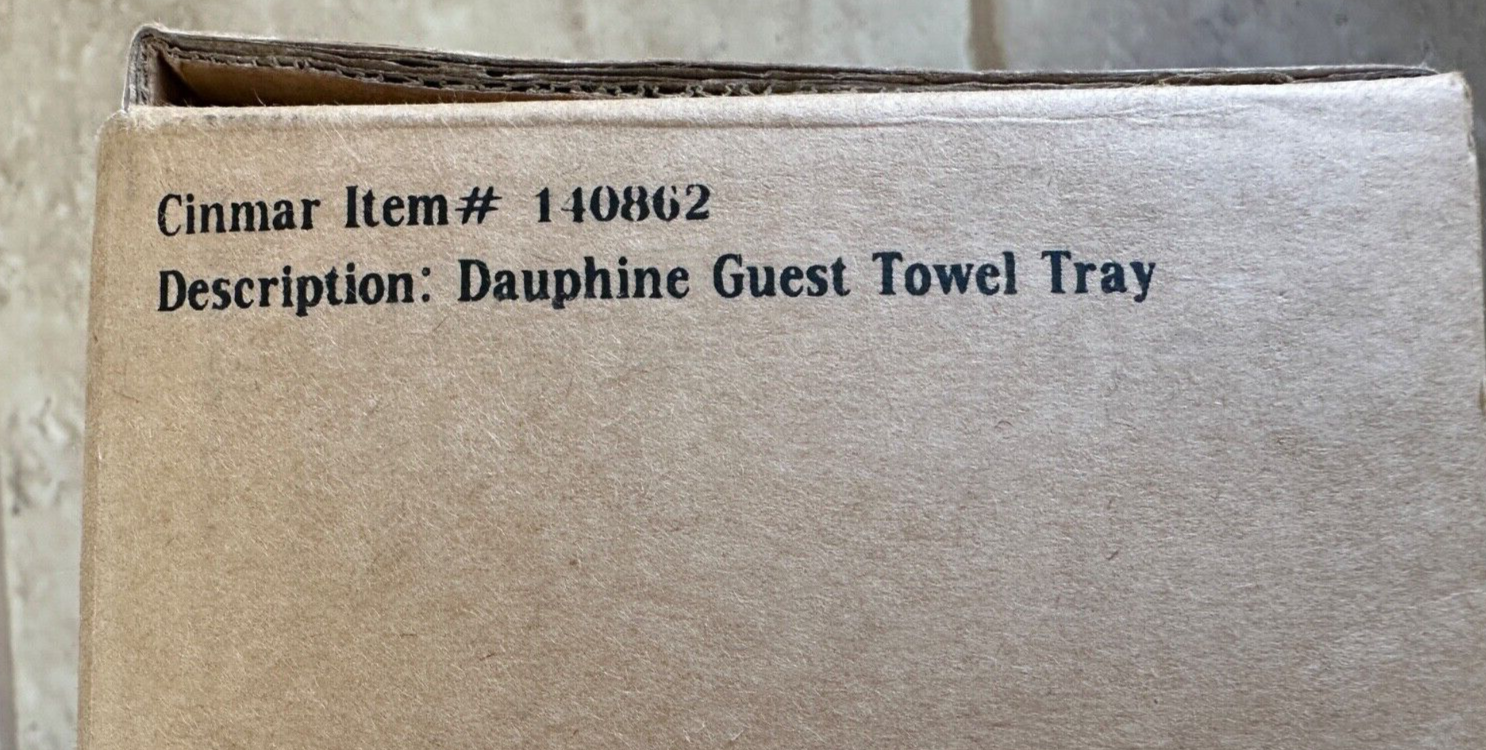 Cinmar Item# 140862
Description: Dauphine Guest Towel Tray